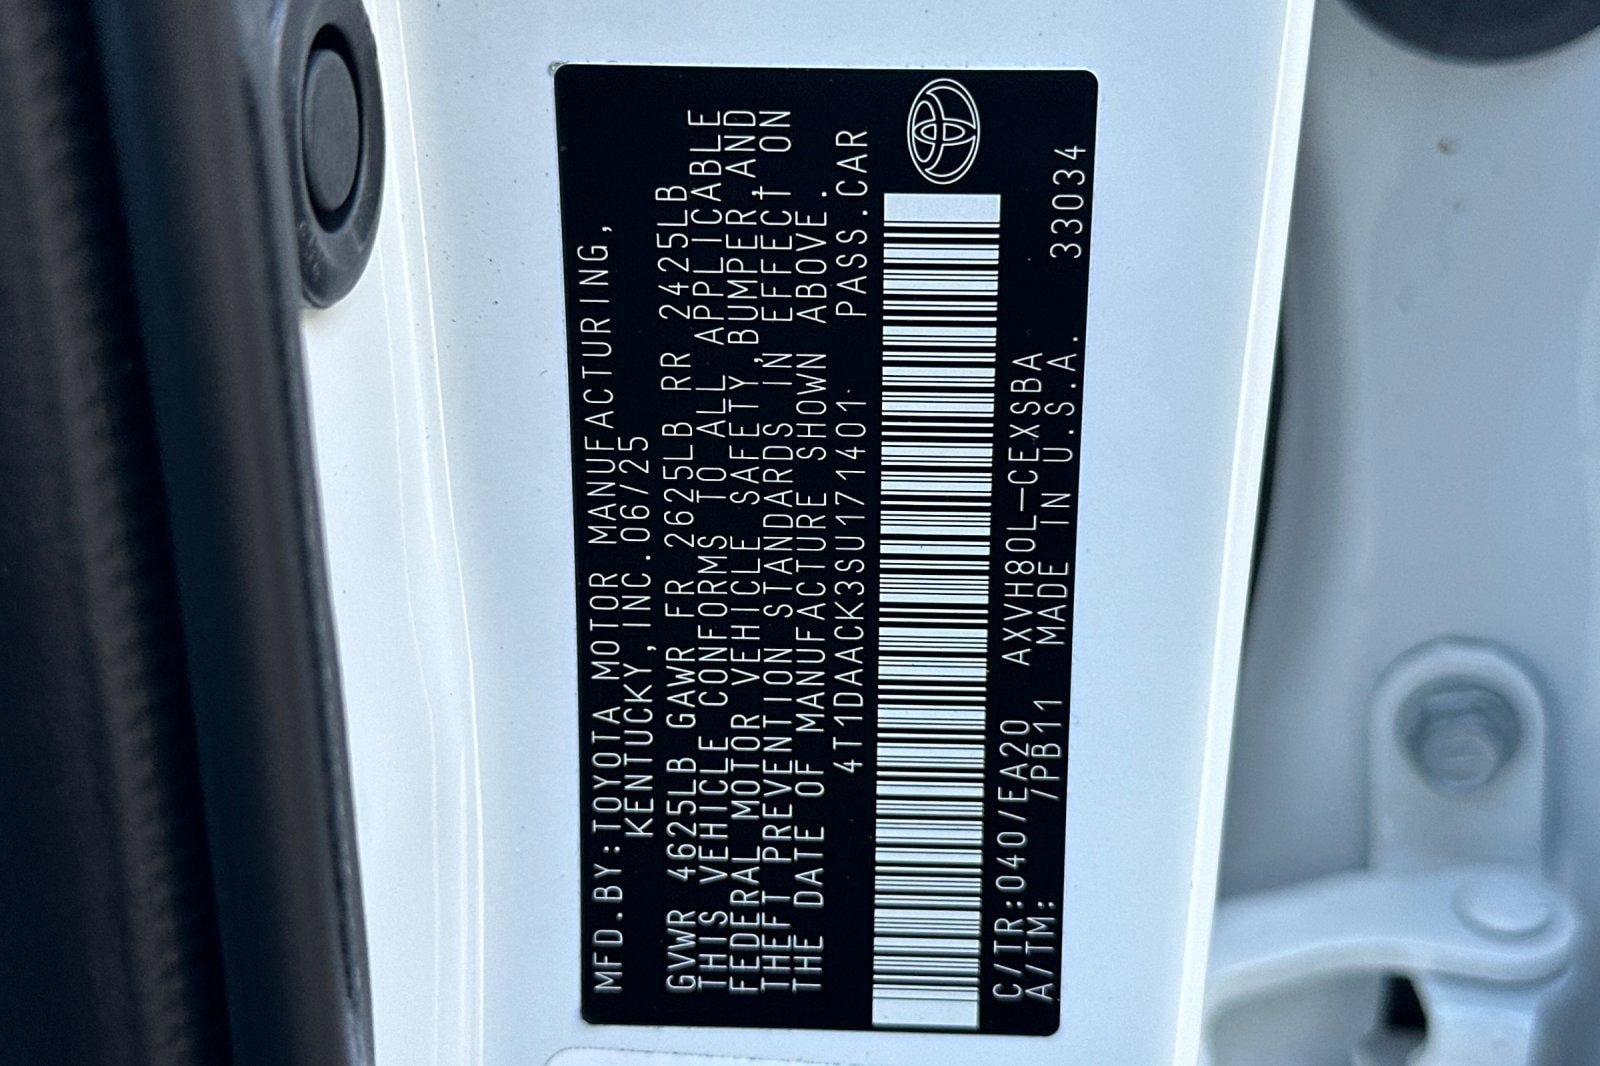 MFD.BY:TOYOTA MOTOR MANUFACTURING,
KENTUCKY,INC.06/25
GVWR 4625LB GAWR FR 2625LB RR 2425LB
THIS VEHICLE CONFORMS TO ALL APPLICABLE
FEDERAL MOTOR VEHICLE SAFETY,BUMPER,AND
THEFT PREVENTION STANDARDS IN EFFECT ON
THE DATE OF MANUFACTURE SHOWN ABOVE.
4T1DAACK3SU171401 PASS.CAR
C/TR:040/EA20 AXVH80L-CEXSBA
A/TM: /PB11 MADE IN U.S.A. 33034